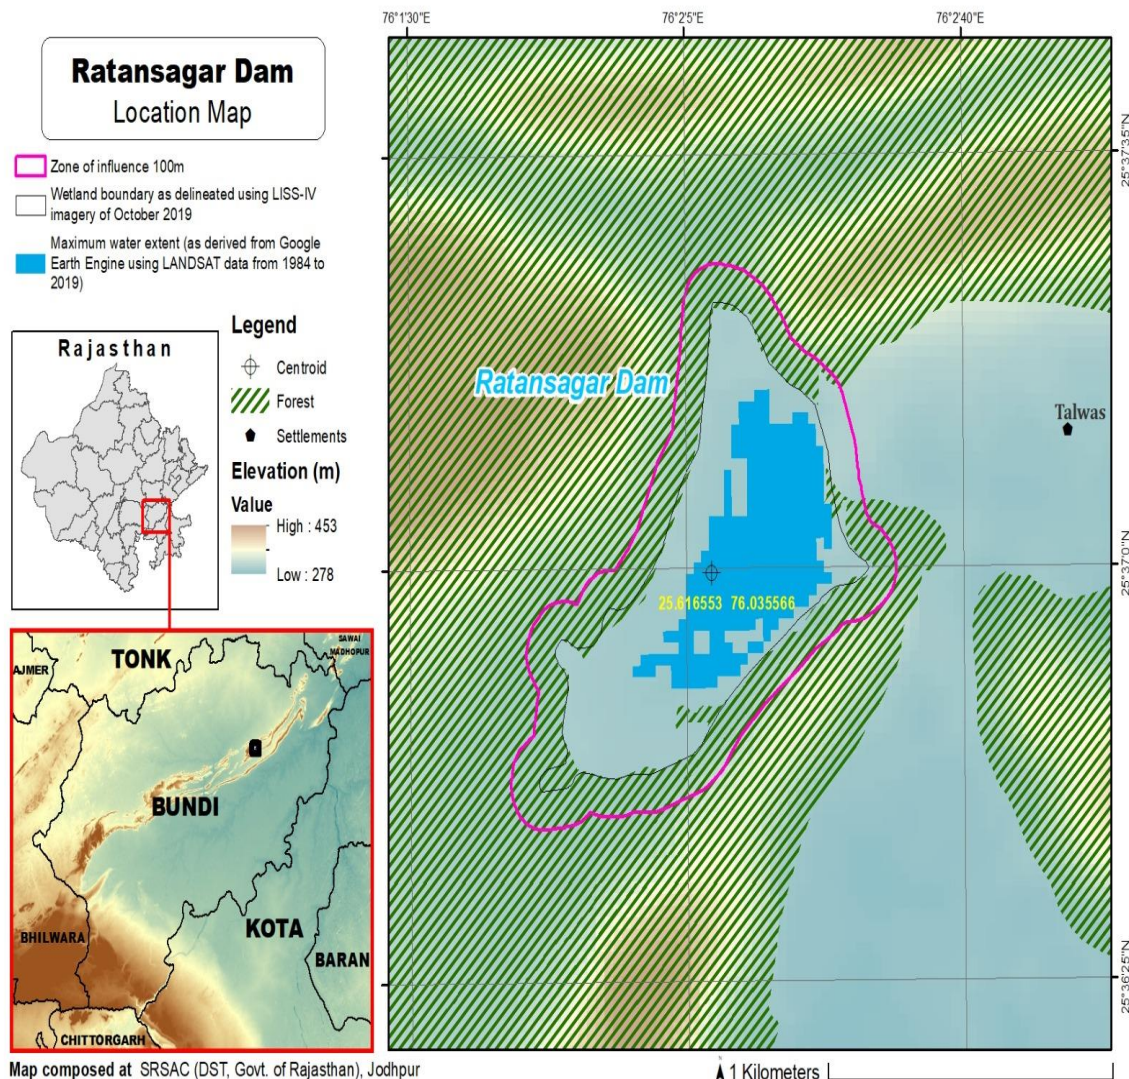 Ratansagar Dam
Location Map
Zone of influence 100m
Wetland boundary as delineated using LISS-IV
imagery of October 2019
Maximum water extent (as derived from Google
Earth Engine using LANDSAT data from 1984 to
2019)
Rajasthan
Legend
Centroid
Forest
Settlements
Elevation (m)
Value
High : 453
Low : 278
TONK
SAWAI
MADHOPUR
AJMER
BUNDI
KOTA
BHILWARA
BARAN
CHITTORGARH
Map composed at SRSAC (DST, Govt. of Rajasthan), Jodhpur
76°1'30"E
76°2'5"E
76°2'40"E
25°37'35"N
25°37'0"N
25°36'25"N
Ratansagar Dam
Talwas
25.616553 76.035566
N
1 Kilometers